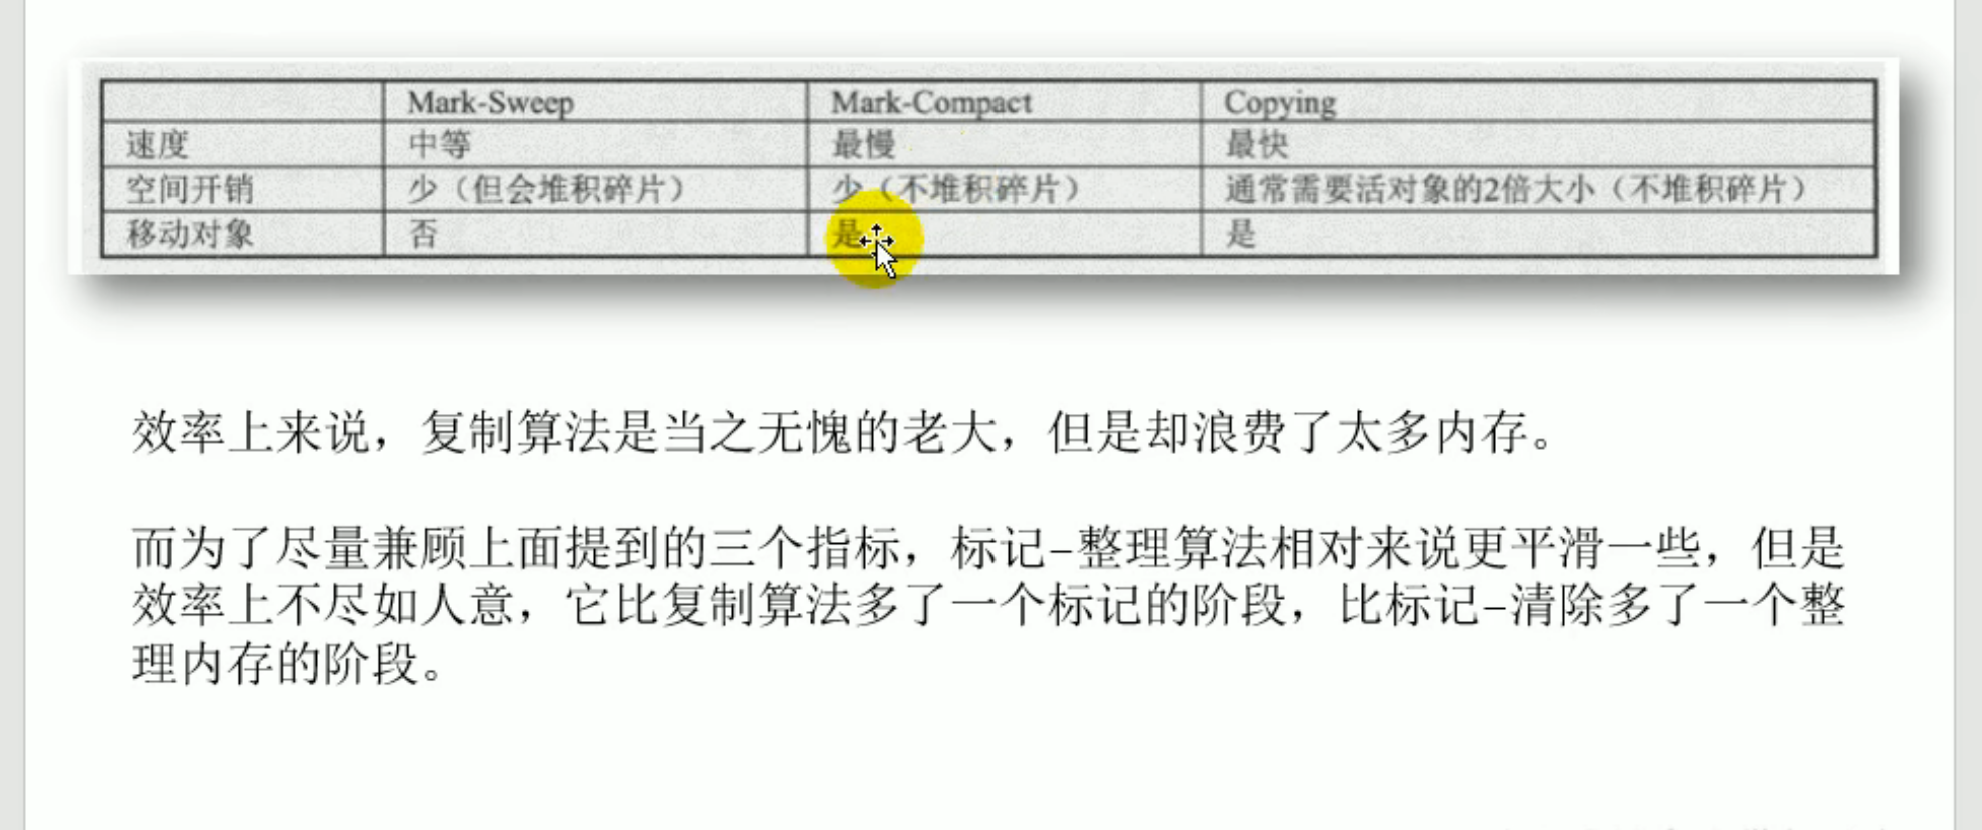 Mark-Sweep Mark-Compact Copying
速度 中等 最慢 最快
空间开销 少（但会堆积碎片） 少（不堆积碎片） 通常需要活对象的2倍大小（不堆积碎片）
移动对象 否 是 是
效率上来说，复制算法是当之无愧的老大，但是却浪费了太多内存。
而为了尽量兼顾上面提到的三个指标，标记-整理算法相对来说更平滑一些，但是
效率上不尽如人意，它比复制算法多了一个标记的阶段，比标记-清除多了一个整
理内存的阶段。